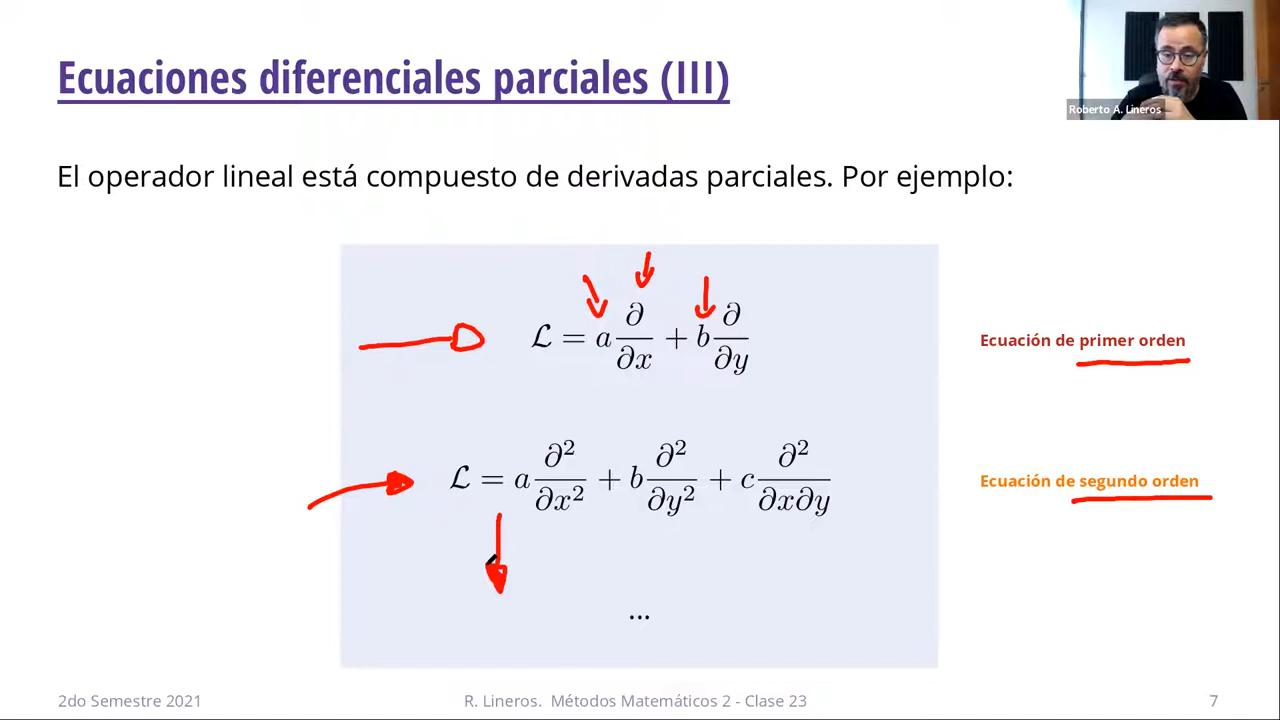 Ecuaciones diferenciales parciales (III)
Roberto A. Lineros
El operador lineal está compuesto de derivadas parciales. Por ejemplo:
ℒ = a ∂/∂x + b ∂/∂y
Ecuación de primer orden
ℒ = a ∂²/∂x² + b ∂²/∂y² + c ∂²/∂x∂y
Ecuación de segundo orden
...
2do Semestre 2021
R. Lineros. Métodos Matemáticos 2 - Clase 23
7